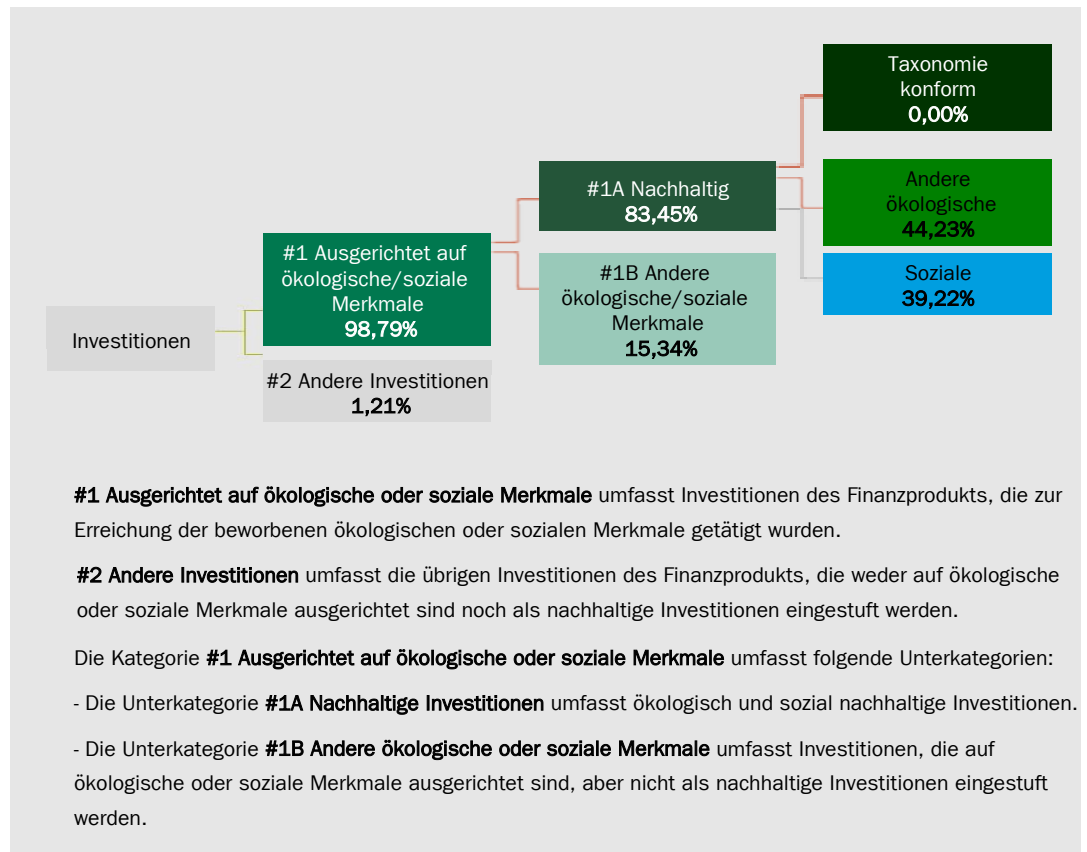 Taxonomie
konform
0,00%
#1A Nachhaltig
83,45%
Andere
ökologische
44,23%
#1 Ausgerichtet auf
ökologische/soziale
Merkmale
98,79%
#1B Andere
ökologische/soziale
Merkmale
15,34%
Soziale
39,22%
Investitionen
#2 Andere Investitionen
1,21%
#1 Ausgerichtet auf ökologische oder soziale Merkmale umfasst Investitionen des Finanzprodukts, die zur
Erreichung der beworbenen ökologischen oder sozialen Merkmale getätigt wurden.
#2 Andere Investitionen umfasst die übrigen Investitionen des Finanzprodukts, die weder auf ökologische
oder soziale Merkmale ausgerichtet sind noch als nachhaltige Investitionen eingestuft werden.
Die Kategorie #1 Ausgerichtet auf ökologische oder soziale Merkmale umfasst folgende Unterkategorien:
- Die Unterkategorie #1A Nachhaltige Investitionen umfasst ökologisch und sozial nachhaltige Investitionen.
- Die Unterkategorie #1B Andere ökologische oder soziale Merkmale umfasst Investitionen, die auf
ökologische oder soziale Merkmale ausgerichtet sind, aber nicht als nachhaltige Investitionen eingestuft
werden.